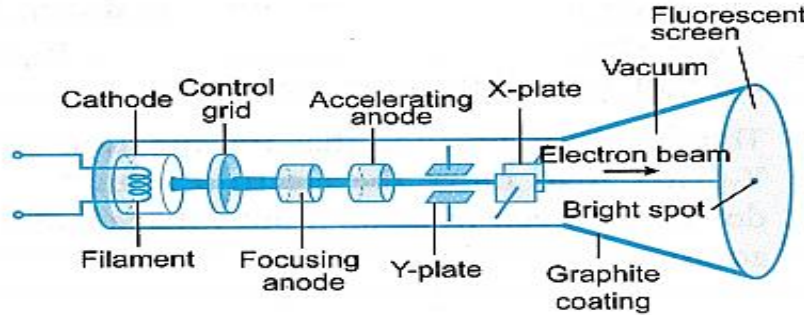 Fluorescent
screen
Vacuum
X-plate
Control
grid
Accelerating
anode
Cathode
Electron beam
Bright spot
Filament
Focusing
anode
Y-plate
Graphite
coating